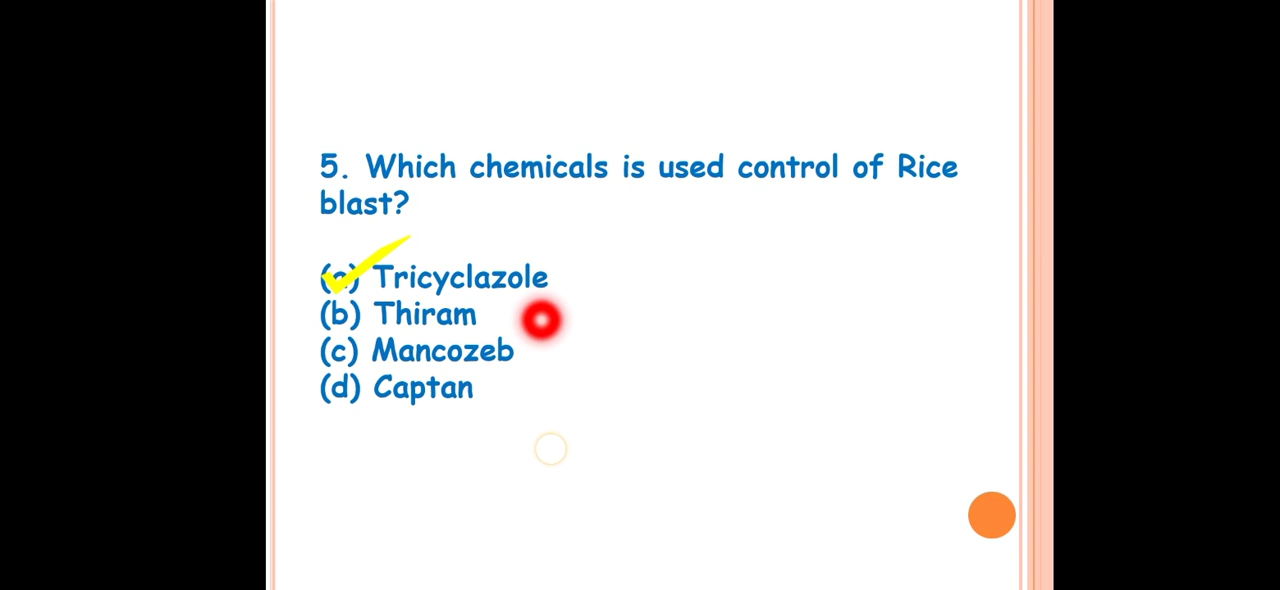 5. Which chemicals is used control of Rice
blast?
(a) Tricyclazole
(b) Thiram
(c) Mancozeb
(d) Captan